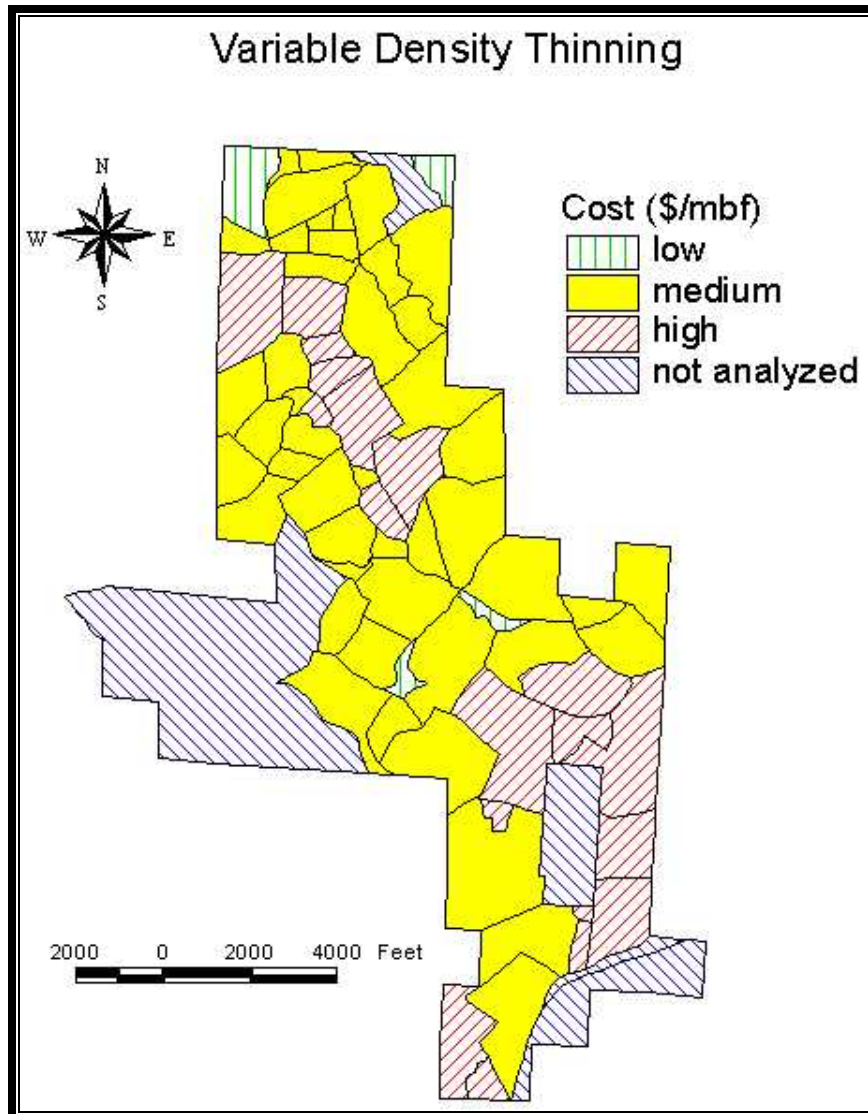 Variable Density Thinning
N
W E
S
Cost ($/mbf)
low
medium
high
not analyzed
2000 0 2000 4000 Feet